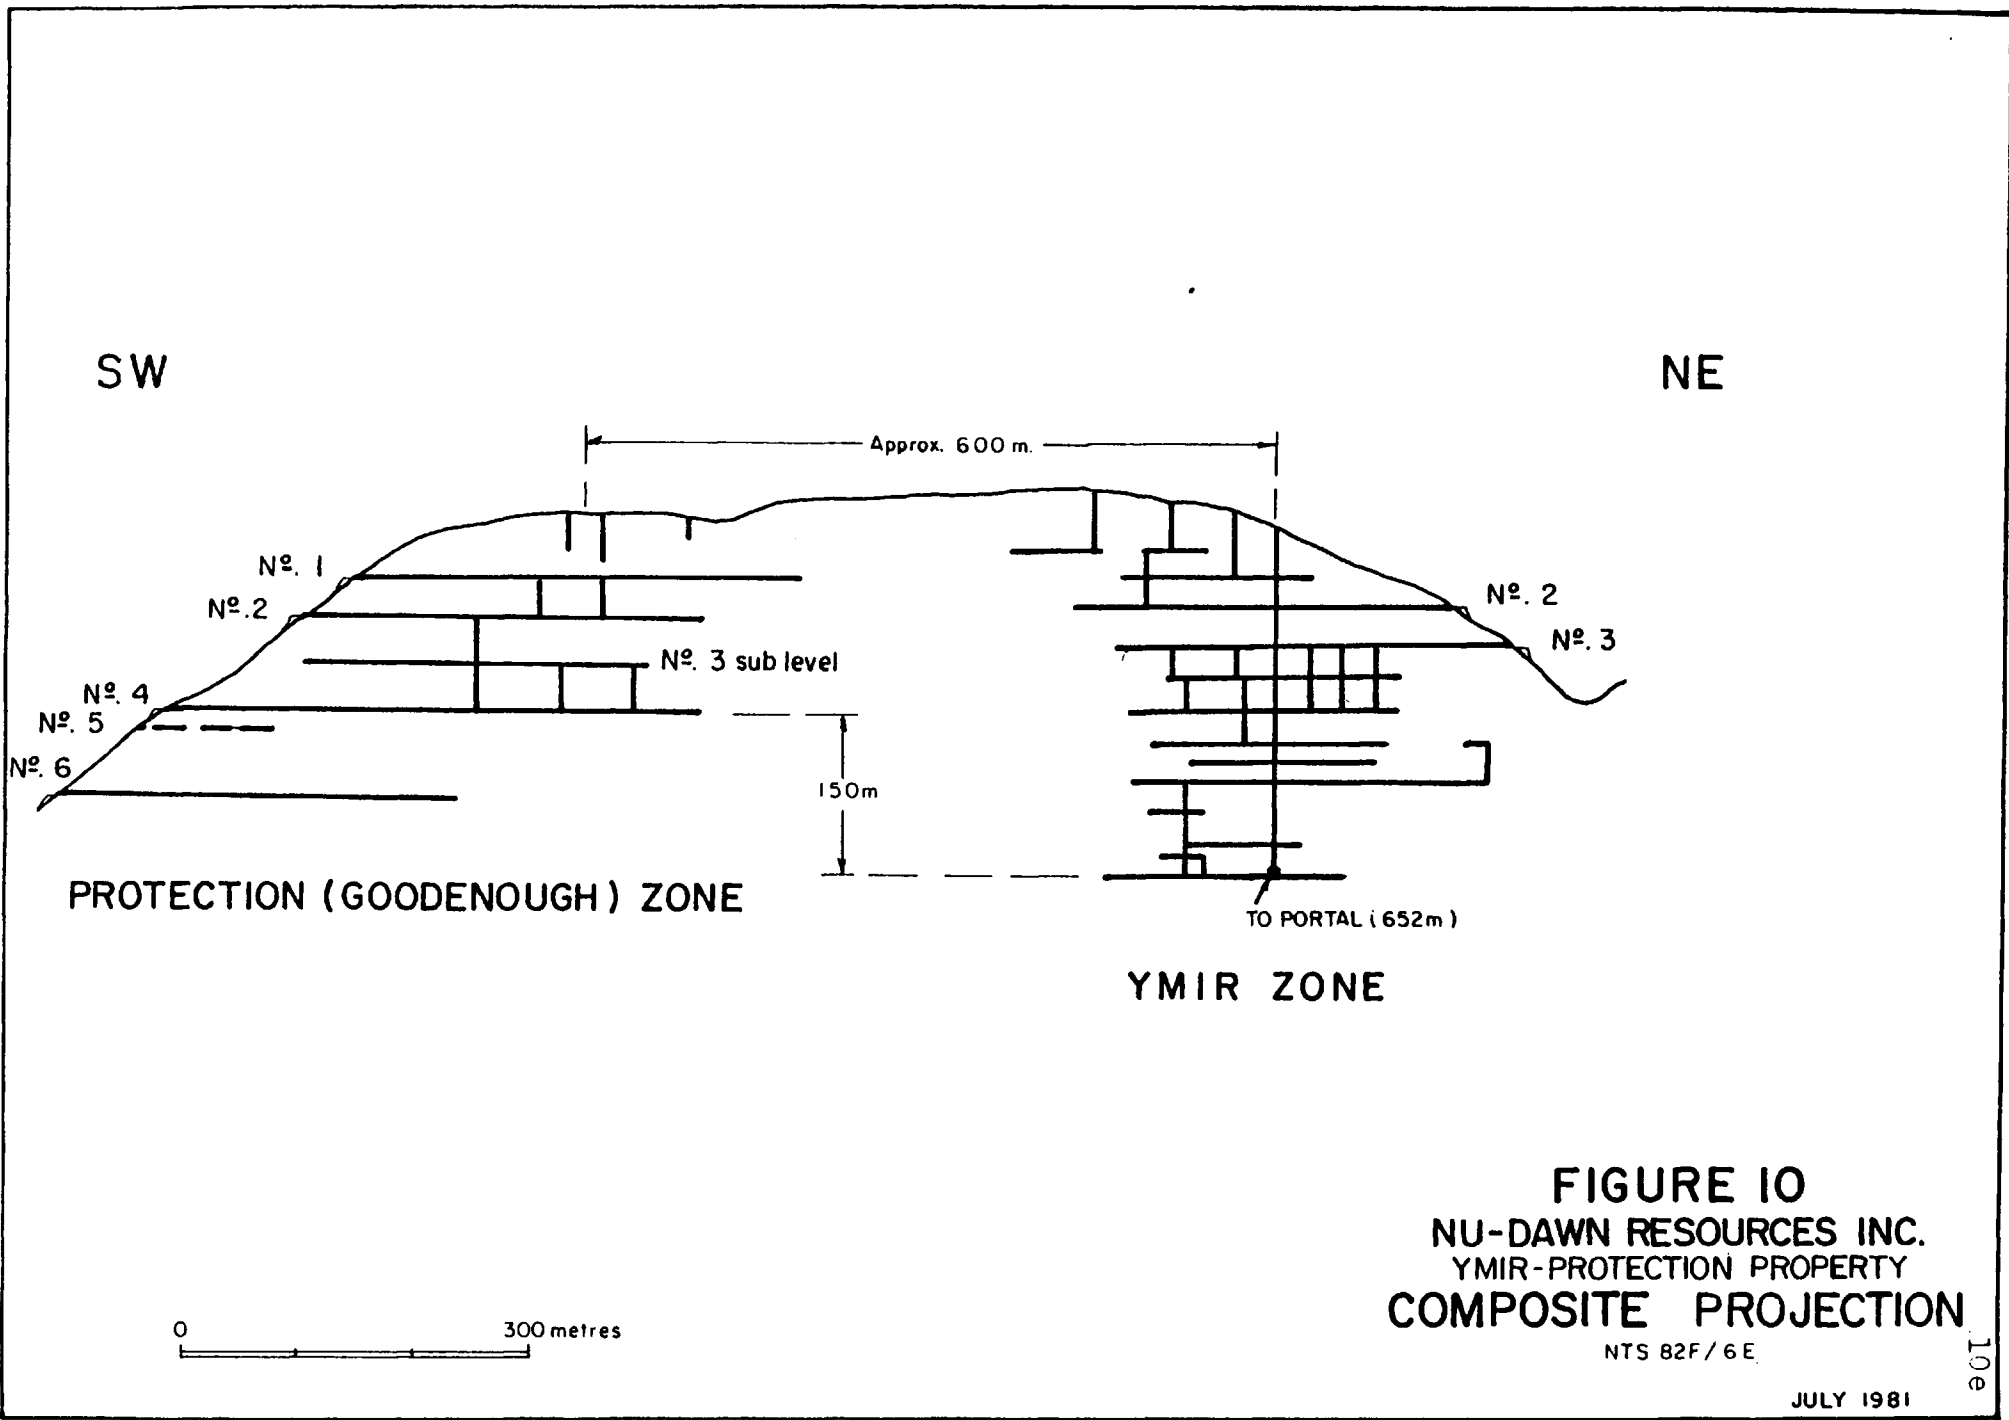 SW
NE
Approx. 600 m.
Nº. 1
Nº. 2
Nº. 2
Nº. 3
Nº. 3 sub level
Nº. 4
Nº. 5
Nº. 6
150m
PROTECTION (GOODENOUGH) ZONE
TO PORTAL (652m)
YMIR ZONE
FIGURE 10
NU-DAWN RESOURCES INC.
YMIR-PROTECTION PROPERTY
COMPOSITE PROJECTION
NTS 82F/6E
JULY 1981
10e
0 300 metres